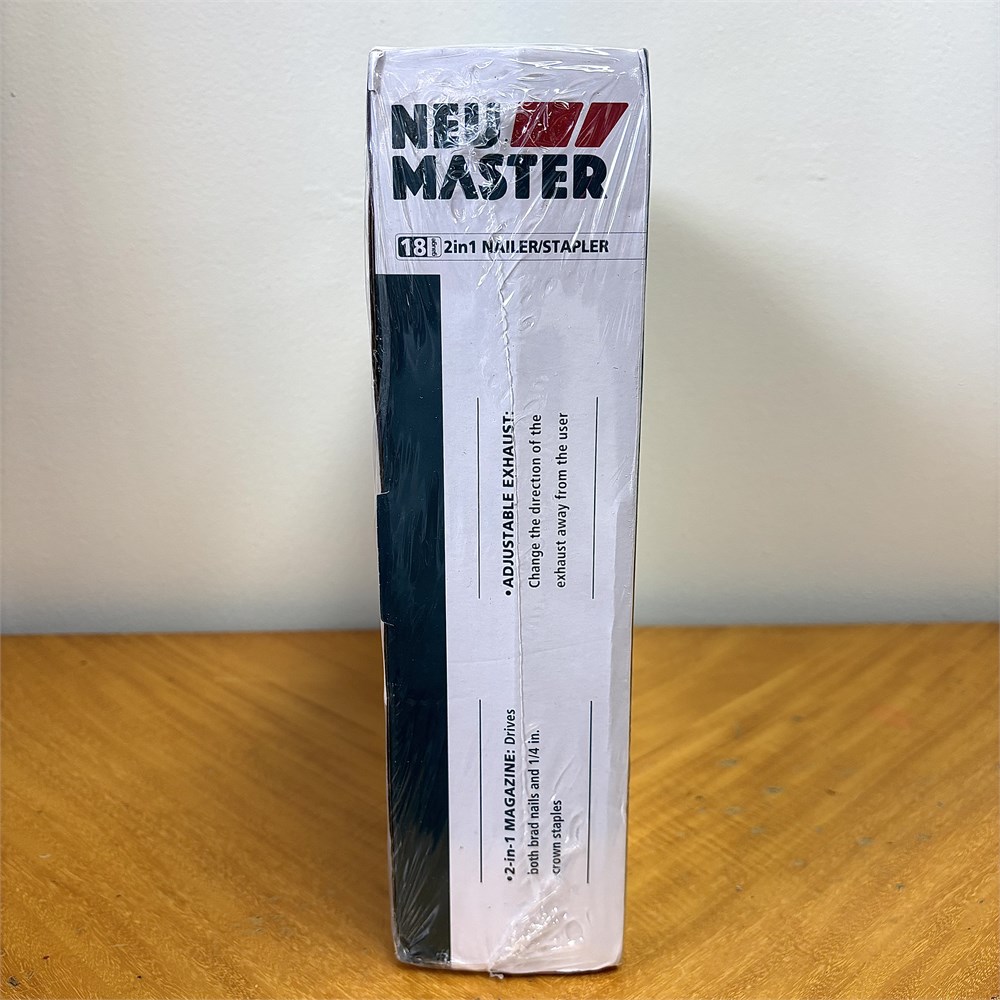 NEU
MASTER
18 2in1 NAILER/STAPLER
•ADJUSTABLE EXHAUST:
Change the direction of the
exhaust away from the user
•2-in-1 MAGAZINE: Drives
both brad nails and 1/4 in.
crown staples